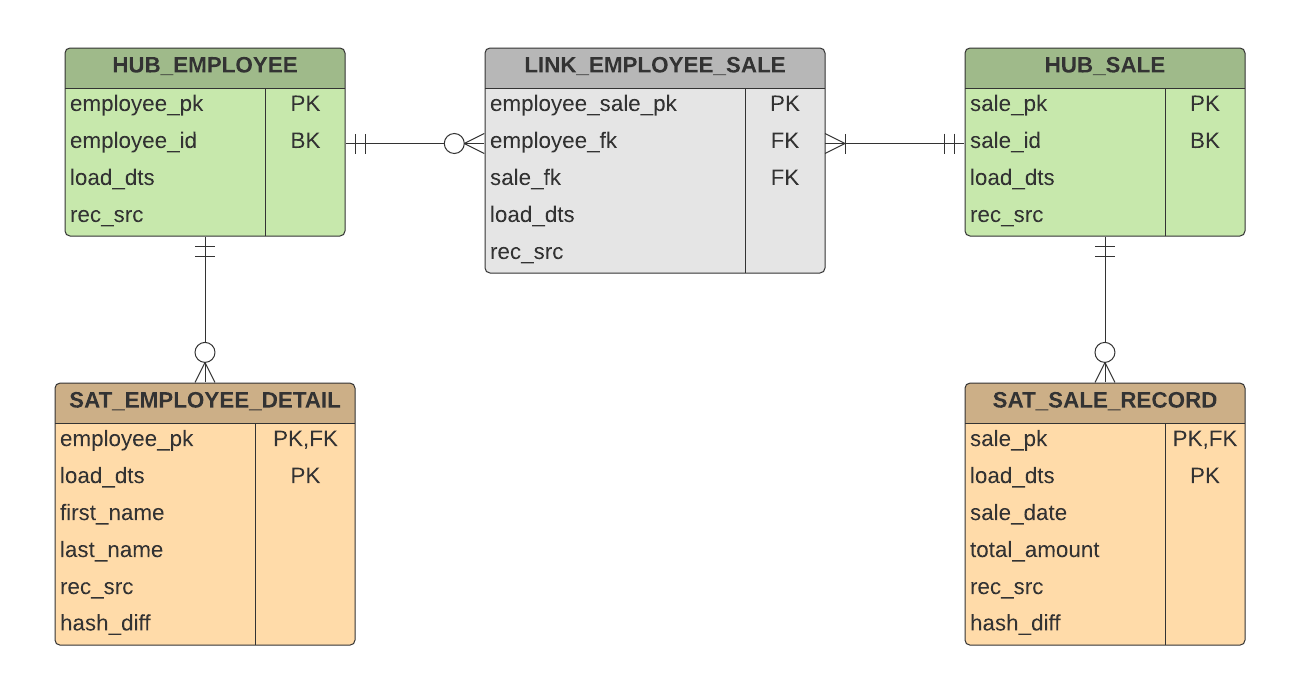 HUB_EMPLOYEE
employee_pk PK
employee_id BK
load_dts
rec_src
LINK_EMPLOYEE_SALE
employee_sale_pk PK
employee_fk FK
sale_fk FK
load_dts
rec_src
HUB_SALE
sale_pk PK
sale_id BK
load_dts
rec_src
SAT_EMPLOYEE_DETAIL
employee_pk PK,FK
load_dts PK
first_name
last_name
rec_src
hash_diff
SAT_SALE_RECORD
sale_pk PK,FK
load_dts PK
sale_date
total_amount
rec_src
hash_diff